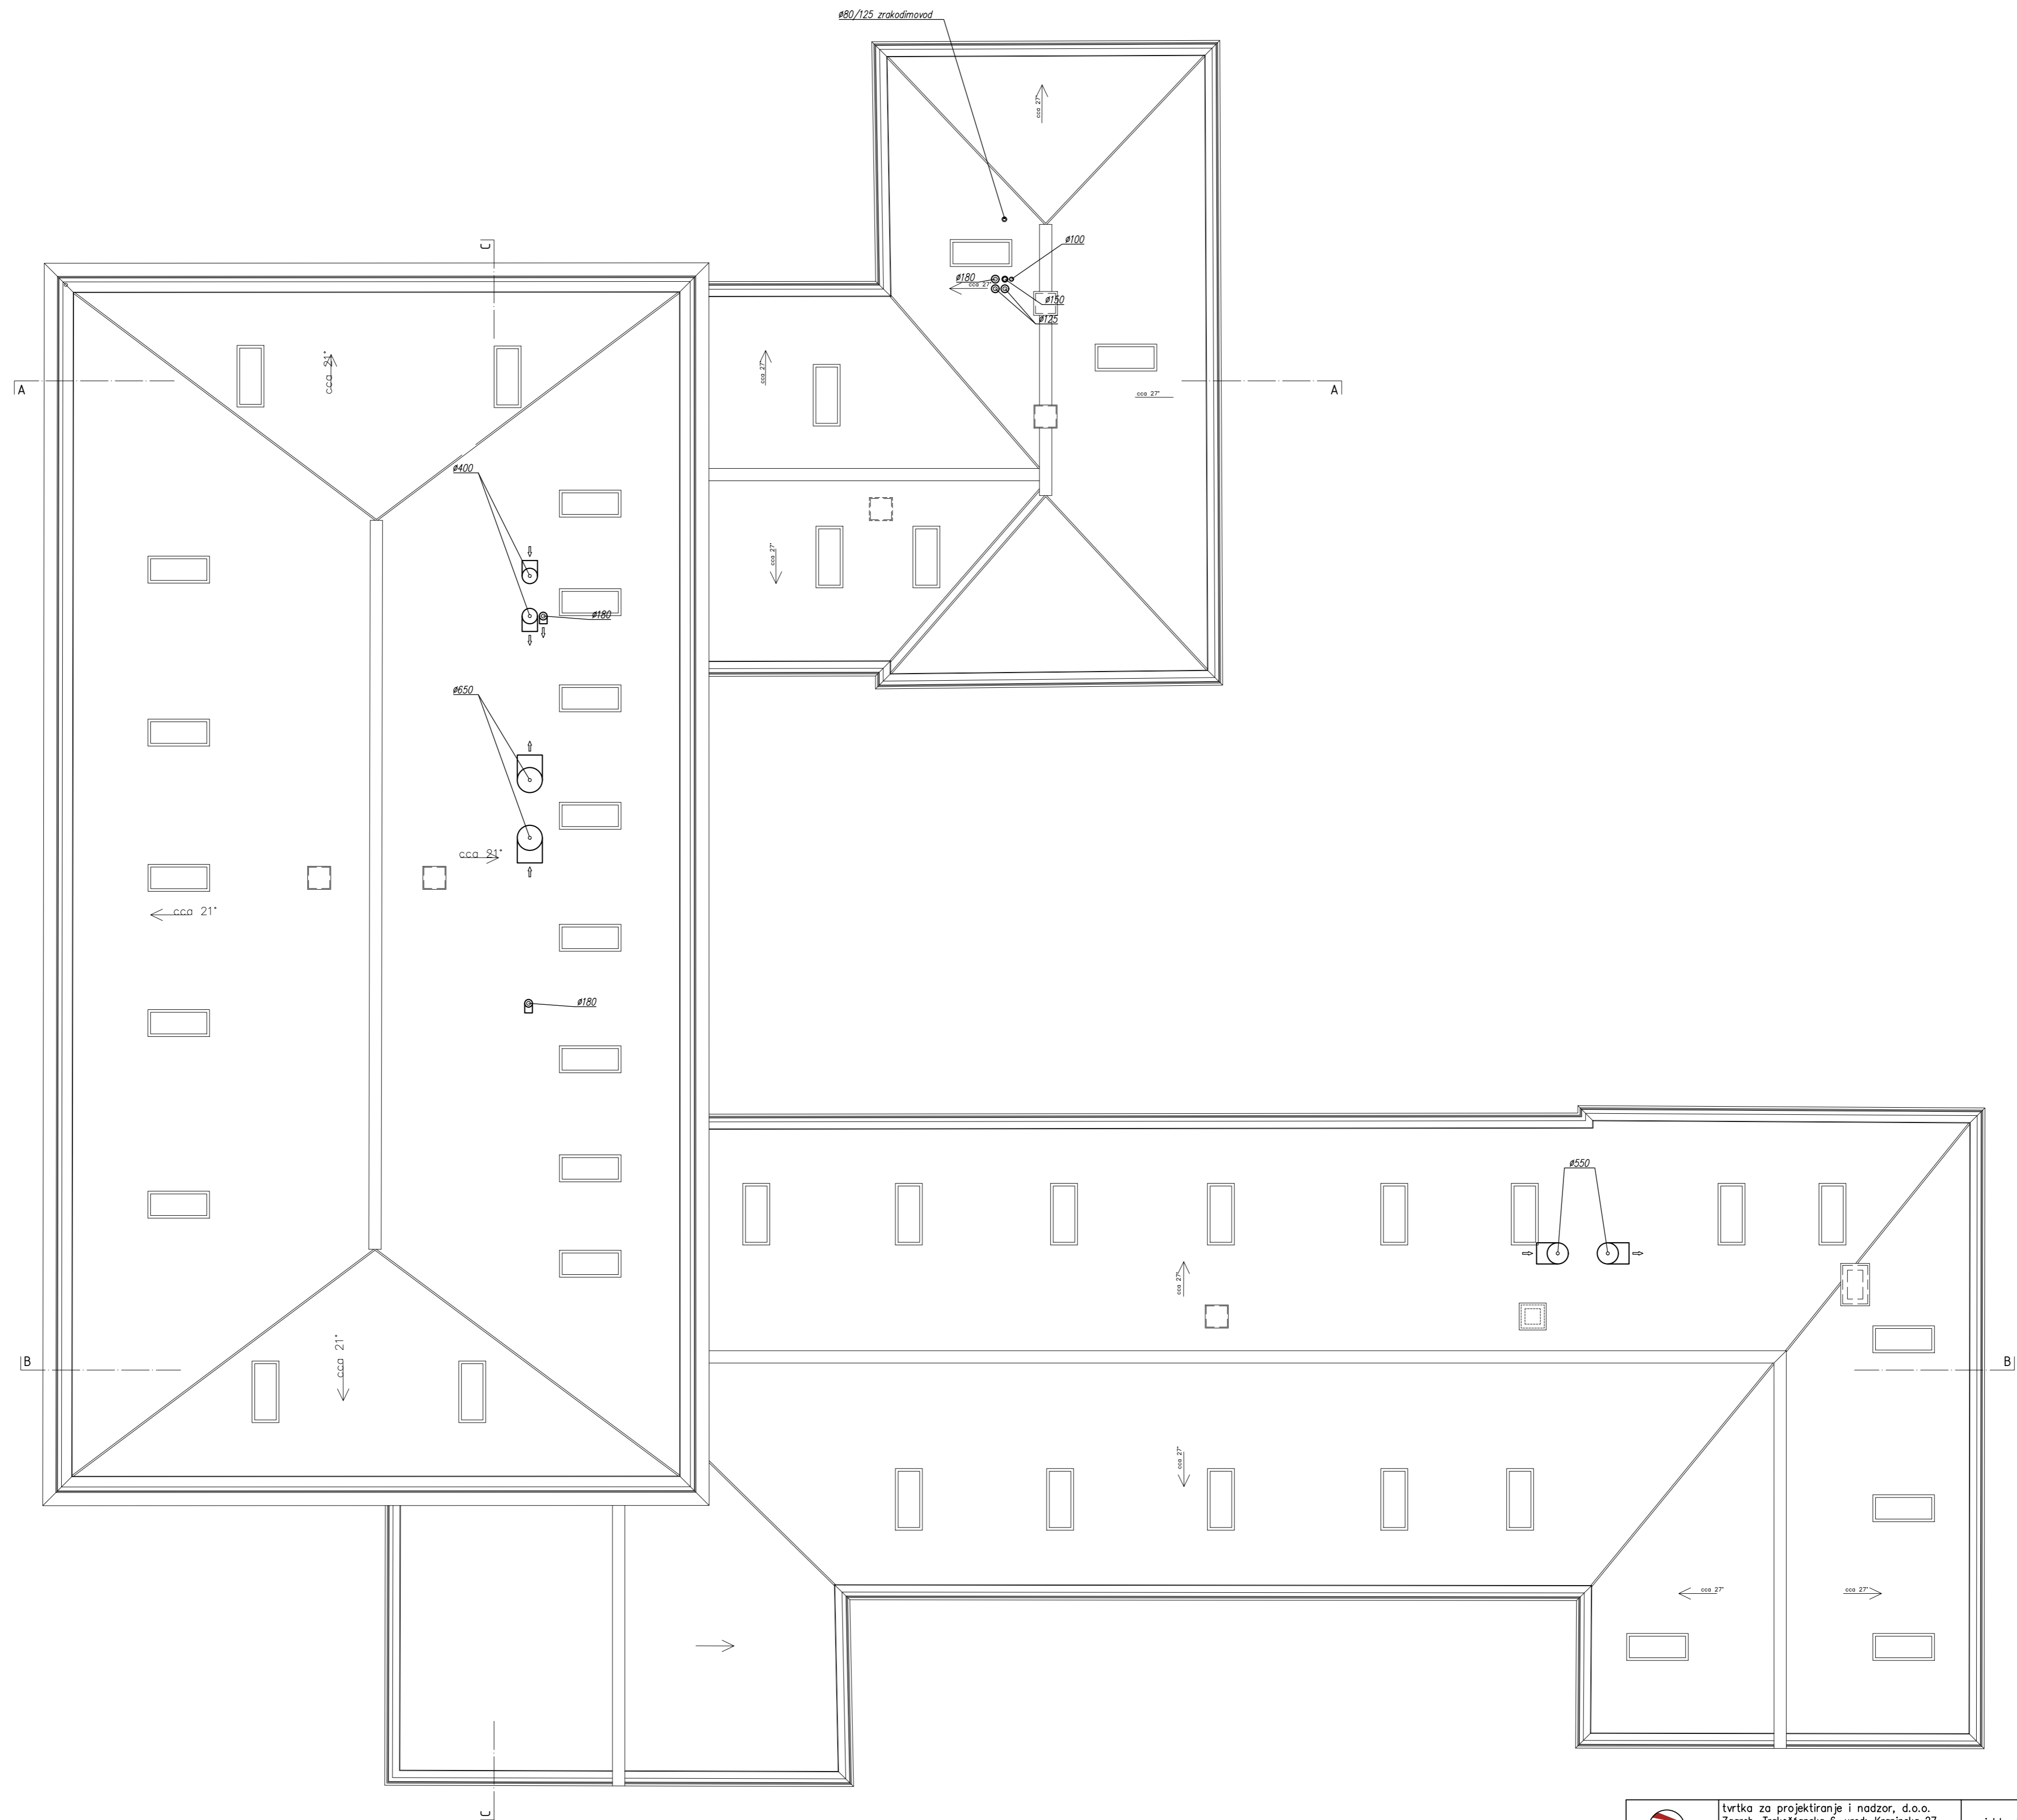 ø80/125 zrakodimovod
cca 27°
ø100
ø180
cca 27°
ø150
ø125
C
A
cca 21°
cca 27°
cca 27°
A
ø400
cca 27°
ø180
ø650
cca 21°
cca 21°
ø180
ø550
cca 27°
B
cca 21°
B
cca 27°
cca 27°
cca 27°
C
tvrtka za projektiranje i nadzor, d.o.o.